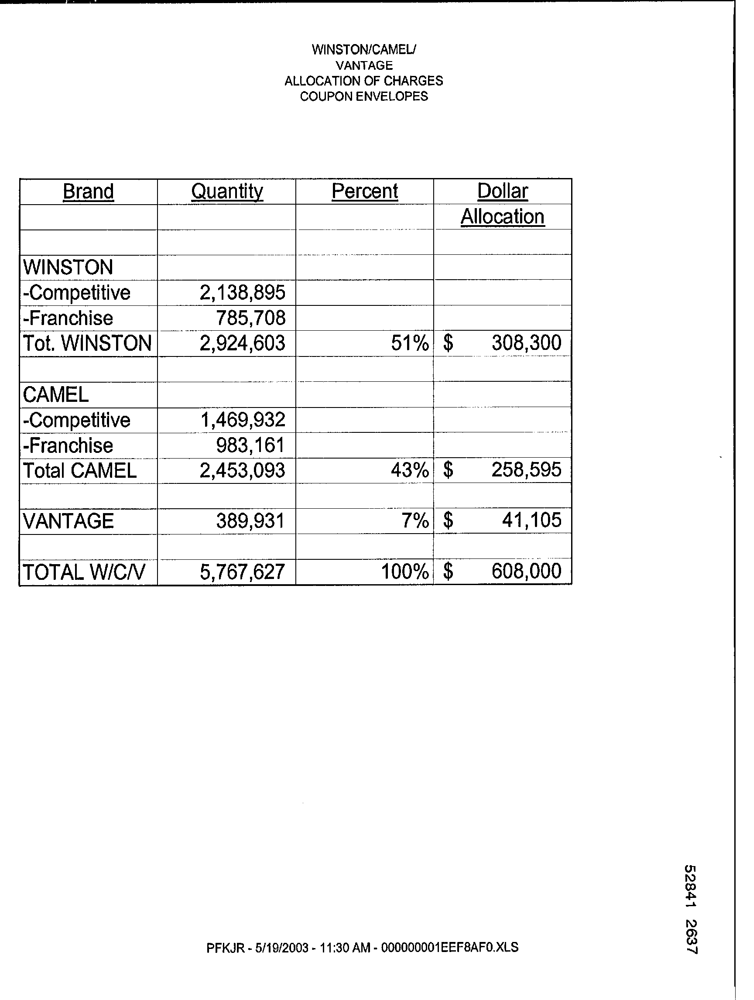 WINSTON/CAMEL/
VANTAGE
ALLOCATION OF CHARGES
COUPON ENVELOPES
Brand Quantity Percent Dollar
Allocation
WINSTON
-Competitive 2,138,895
-Franchise 785,708
Tot. WINSTON 2,924,603 51% $ 308,300
CAMEL
-Competitive 1,469,932
-Franchise 983,161
Total CAMEL 2,453,093 43% $ 258,595
VANTAGE 389,931 7% $ 41,105
TOTAL W/C/V 5,767,627 100% $ 608,000
52841 2637
PFKJR - 5/19/2003 - 11:30 AM - 000000001EEF8AF0.XLS